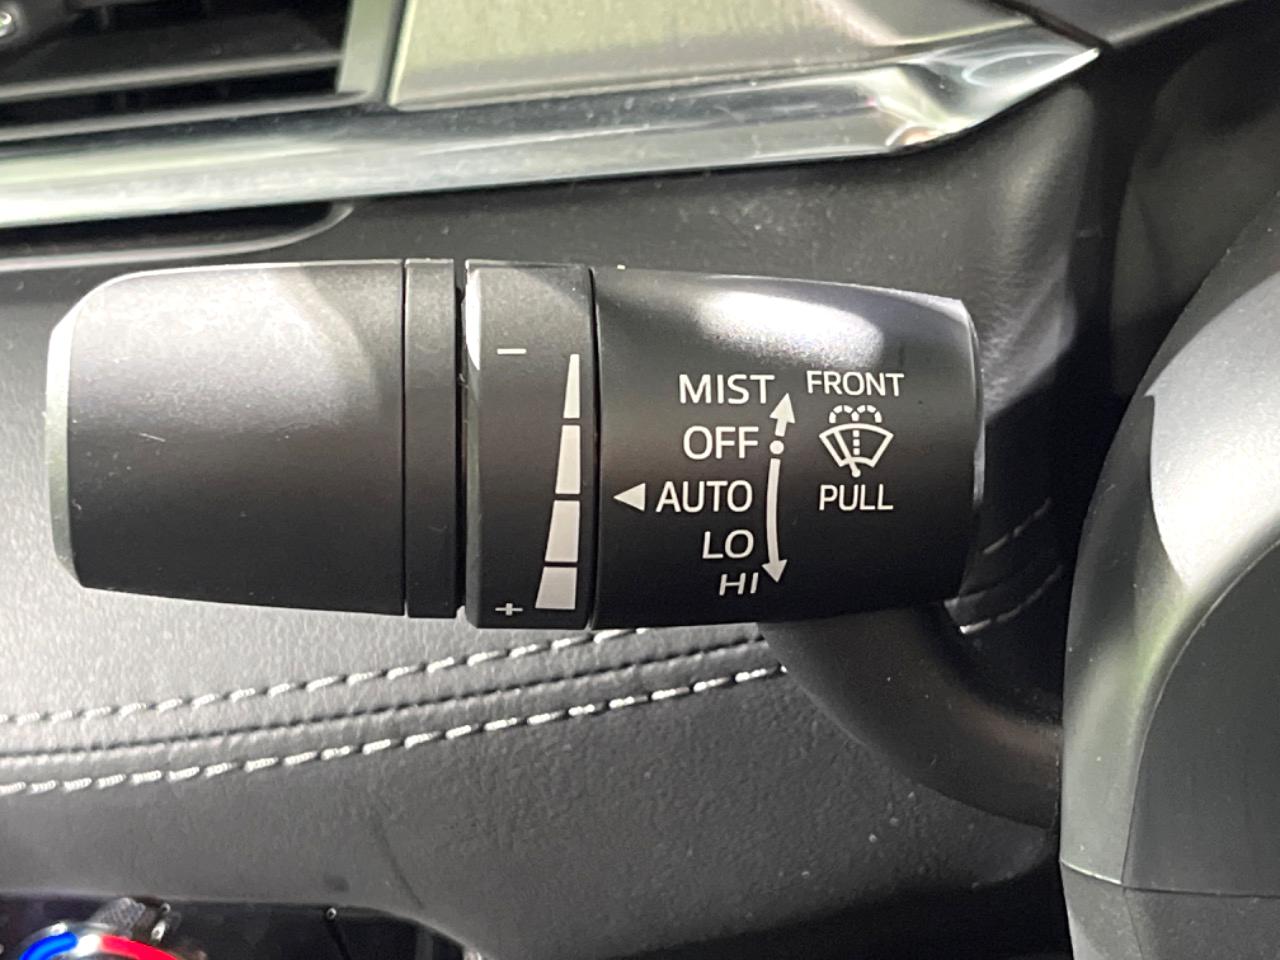 MIST
OFF
AUTO
LO
HI
FRONT
PULL
−
+